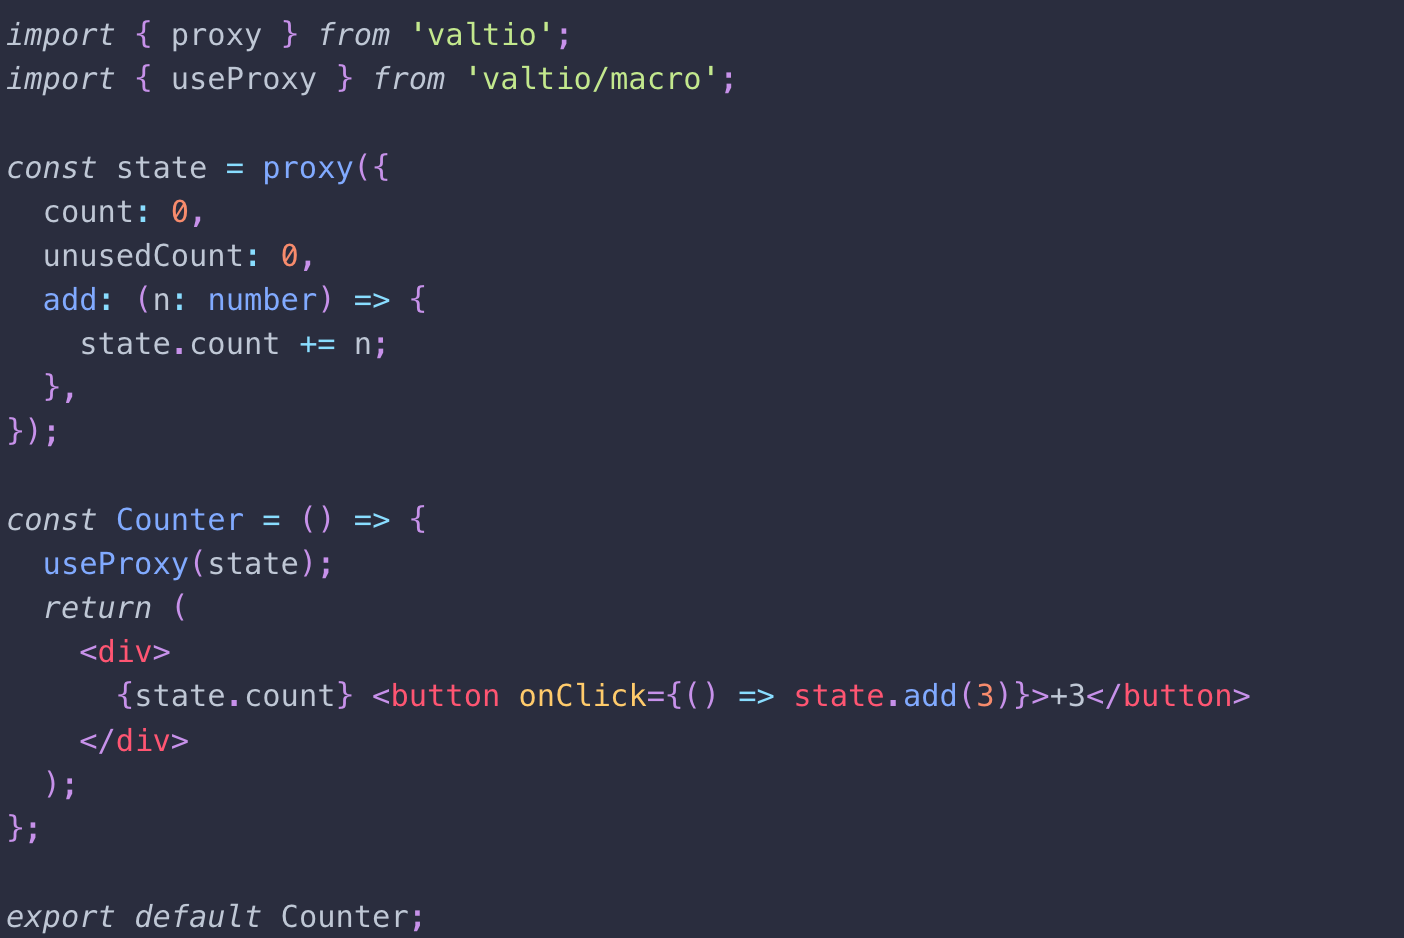 import { proxy } from 'valtio';
import { useProxy } from 'valtio/macro';

const state = proxy({
  count: 0,
  unusedCount: 0,
  add: (n: number) => {
    state.count += n;
  },
});

const Counter = () => {
  useProxy(state);
  return (
    <div>
      {state.count} <button onClick={() => state.add(3)}>+3</button>
    </div>
  );
};

export default Counter;